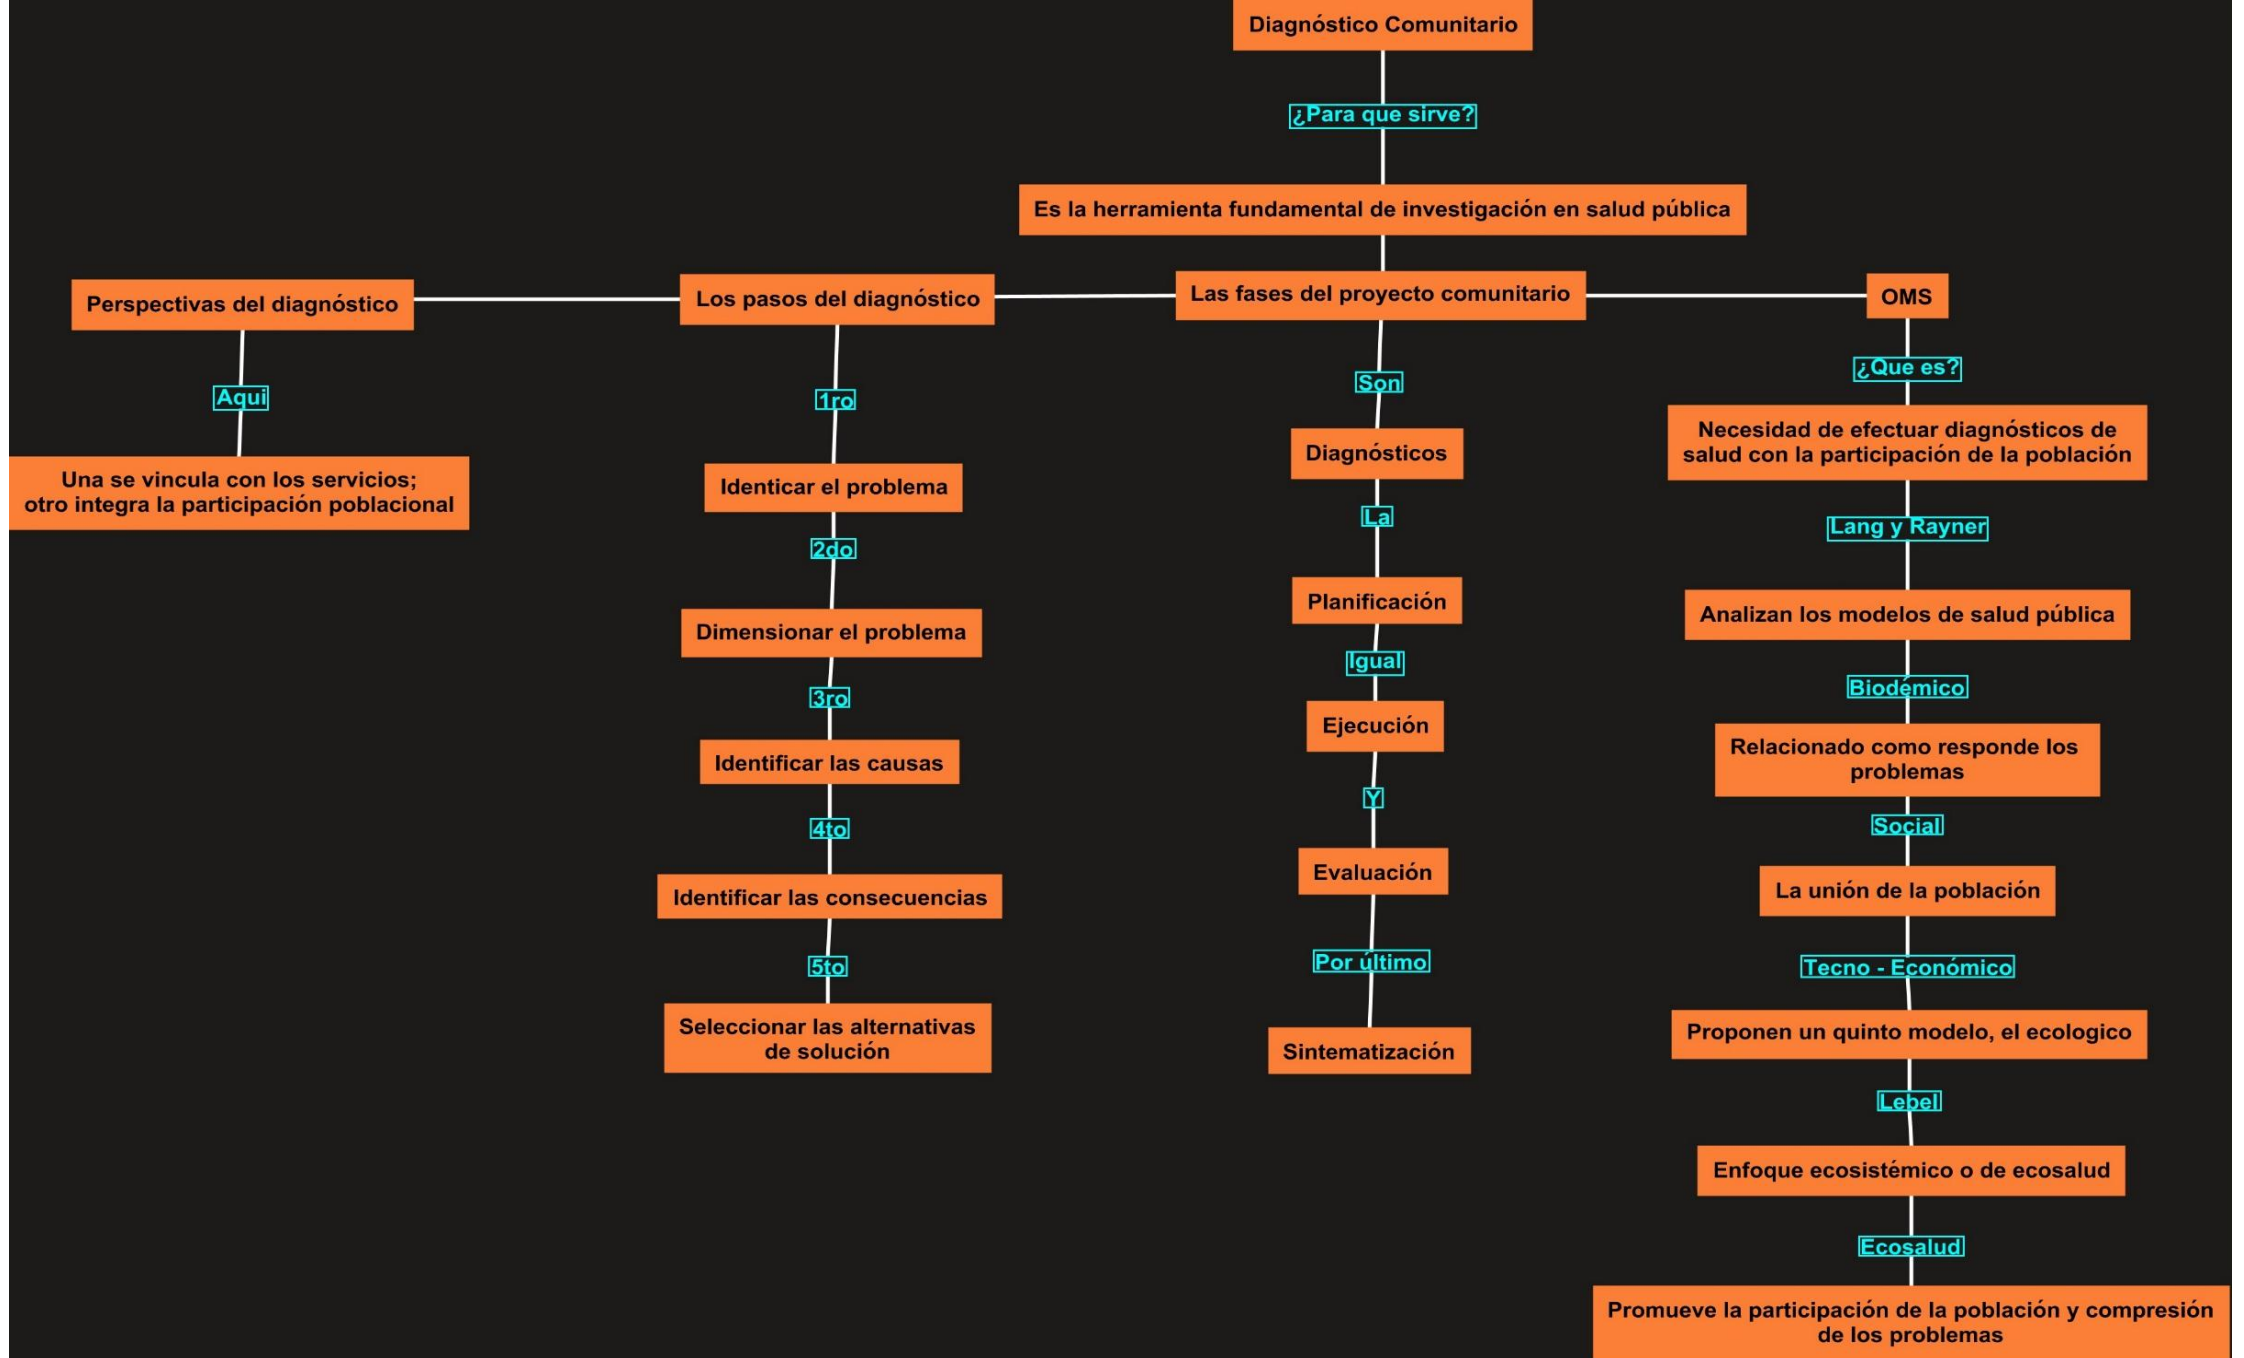 Diagnóstico Comunitario
¿Para que sirve?
Es la herramienta fundamental de investigación en salud pública
Perspectivas del diagnóstico
Aqui
Una se vincula con los servicios;
otro integra la participación poblacional
Los pasos del diagnóstico
1ro
Identicar el problema
2do
Dimensionar el problema
3ro
Identificar las causas
4to
Identificar las consecuencias
5to
Seleccionar las alternativas
de solución
Las fases del proyecto comunitario
Son
Diagnósticos
La
Planificación
Igual
Ejecución
Y
Evaluación
Por último
Sintematización
OMS
¿Que es?
Necesidad de efectuar diagnósticos de
salud con la participación de la población
Lang y Rayner
Analizan los modelos de salud pública
Biodémico
Relacionado como responde los
problemas
Social
La unión de la población
Tecno - Económico
Proponen un quinto modelo, el ecologico
Lebel
Enfoque ecosistémico o de ecosalud
Ecosalud
Promueve la participación de la población y compresión
de los problemas